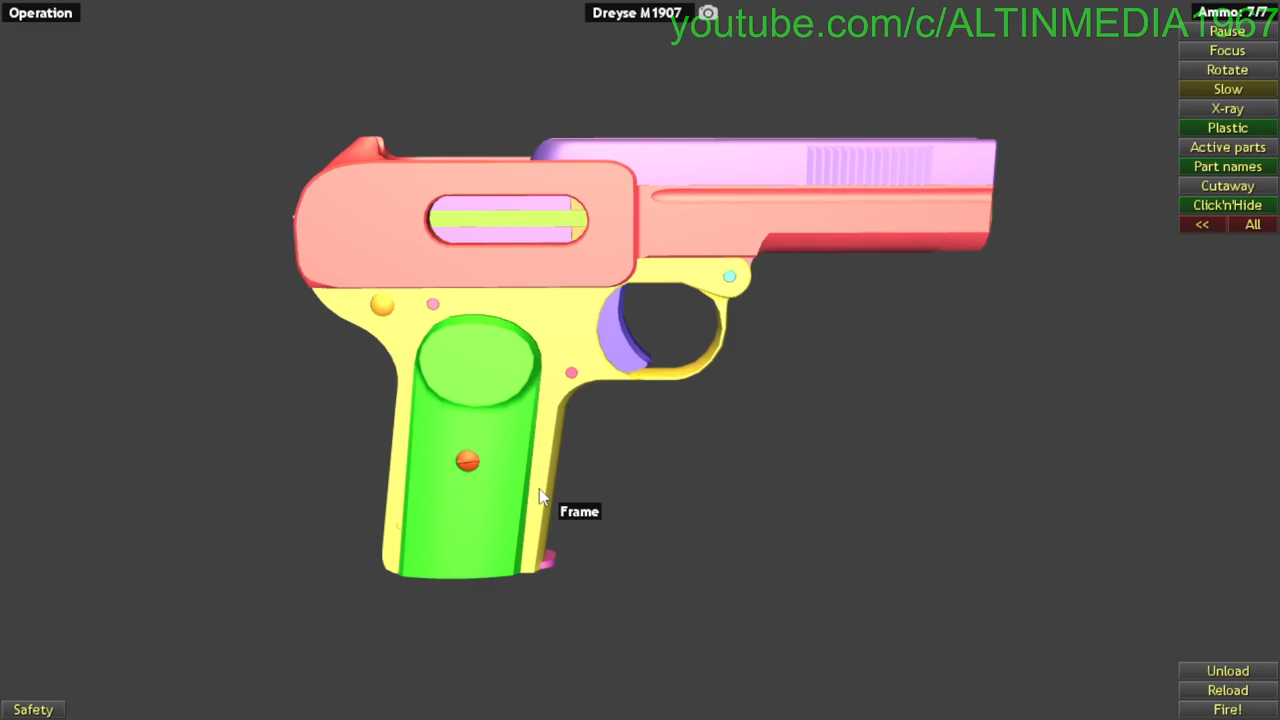 Operation
Dreyse M1907
Ammo: 7/7
youtube.com/c/ALTINMEDIA1967
Pause
Focus
Rotate
Slow
X-ray
Plastic
Active parts
Part names
Cutaway
Click'n'Hide
<< All
Frame
Unload
Reload
Safety
Fire!